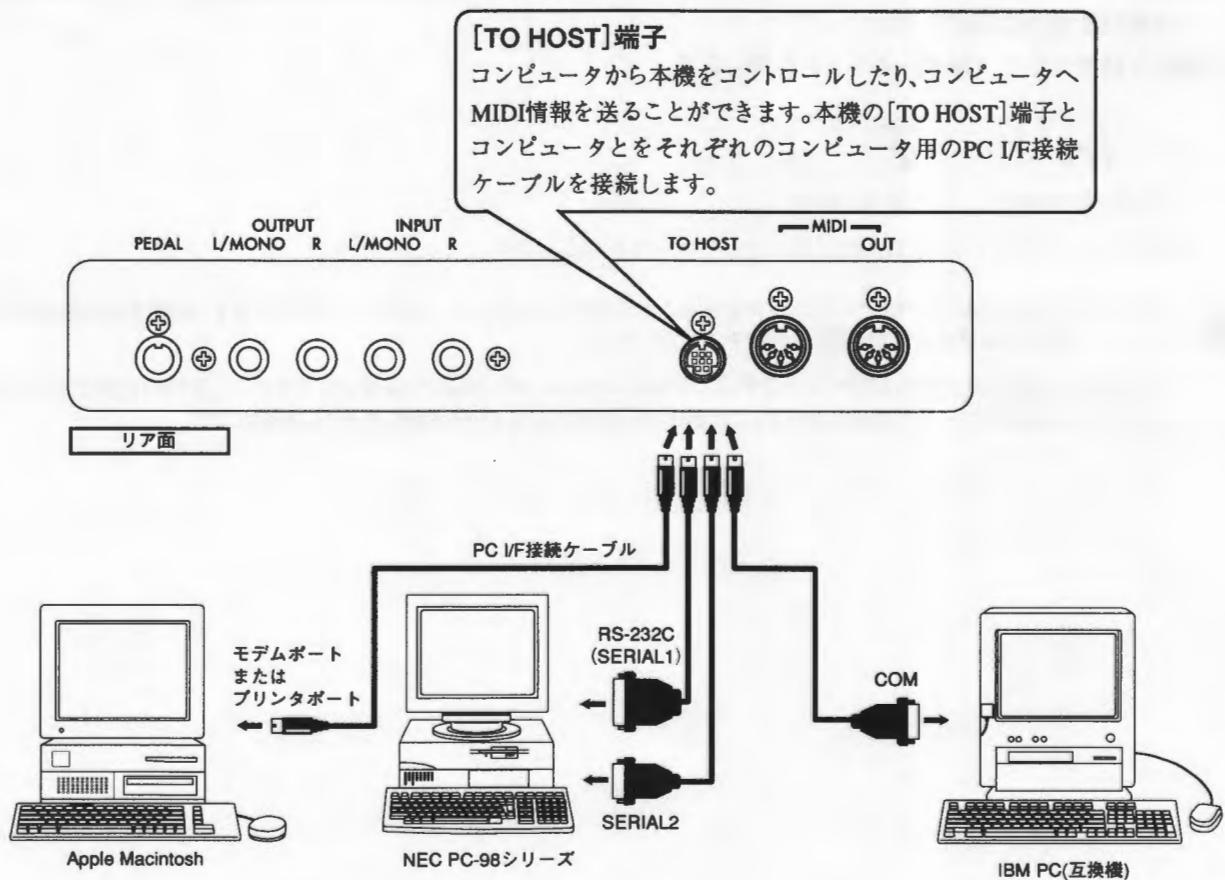 [TO HOST]端子
コンピュータから本機をコントロールしたり、コンピュータへ
MIDI情報を送ることができます。本機の[TO HOST]端子と
コンピュータとをそれぞれのコンピュータ用のPC I/F接続
ケーブルを接続します。
OUTPUT INPUT MIDI
PEDAL L/MONO R L/MONO R TO HOST OUT
リア面
PC I/F接続ケーブル
モデムポート
または
プリンタポート
RS-232C
(SERIAL1)
COM
SERIAL2
Apple Macintosh
NEC PC-98シリーズ
IBM PC(互換機)